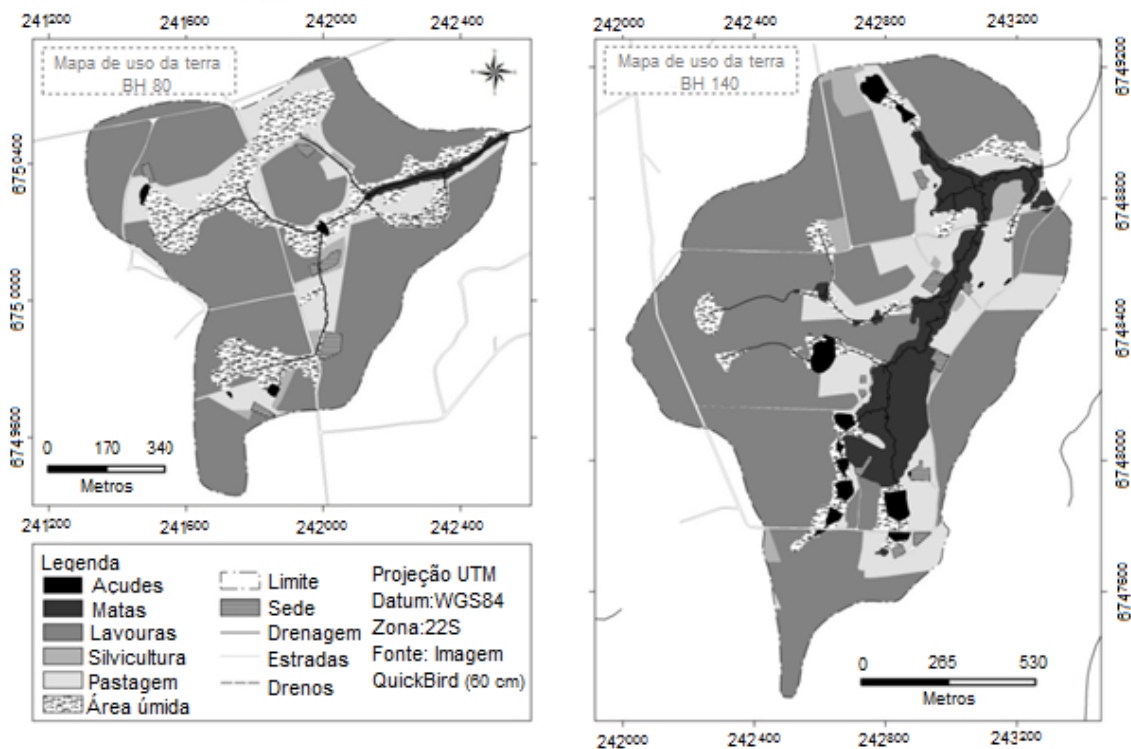 241200 241600 242000 242400
Mapa de uso da terra
BH 80
6750400
6750000
6749600
0 170 340
Metros
241200 241600 242000 242400
242000 242400 242800 243200
Mapa de uso da terra
BH 140
6749200
6748800
6748400
6748000
6747600
0 265 530
Metros
242000 242400 242800 243200
Legenda
Açudes
Matas
Lavouras
Silvicultura
Pastagem
Área úmida
Limite
Sede
Drenagem
Estradas
Drenos
Projeção UTM
Datum:WGS84
Zona:22S
Fonte: Imagem
QuickBird (60 cm)